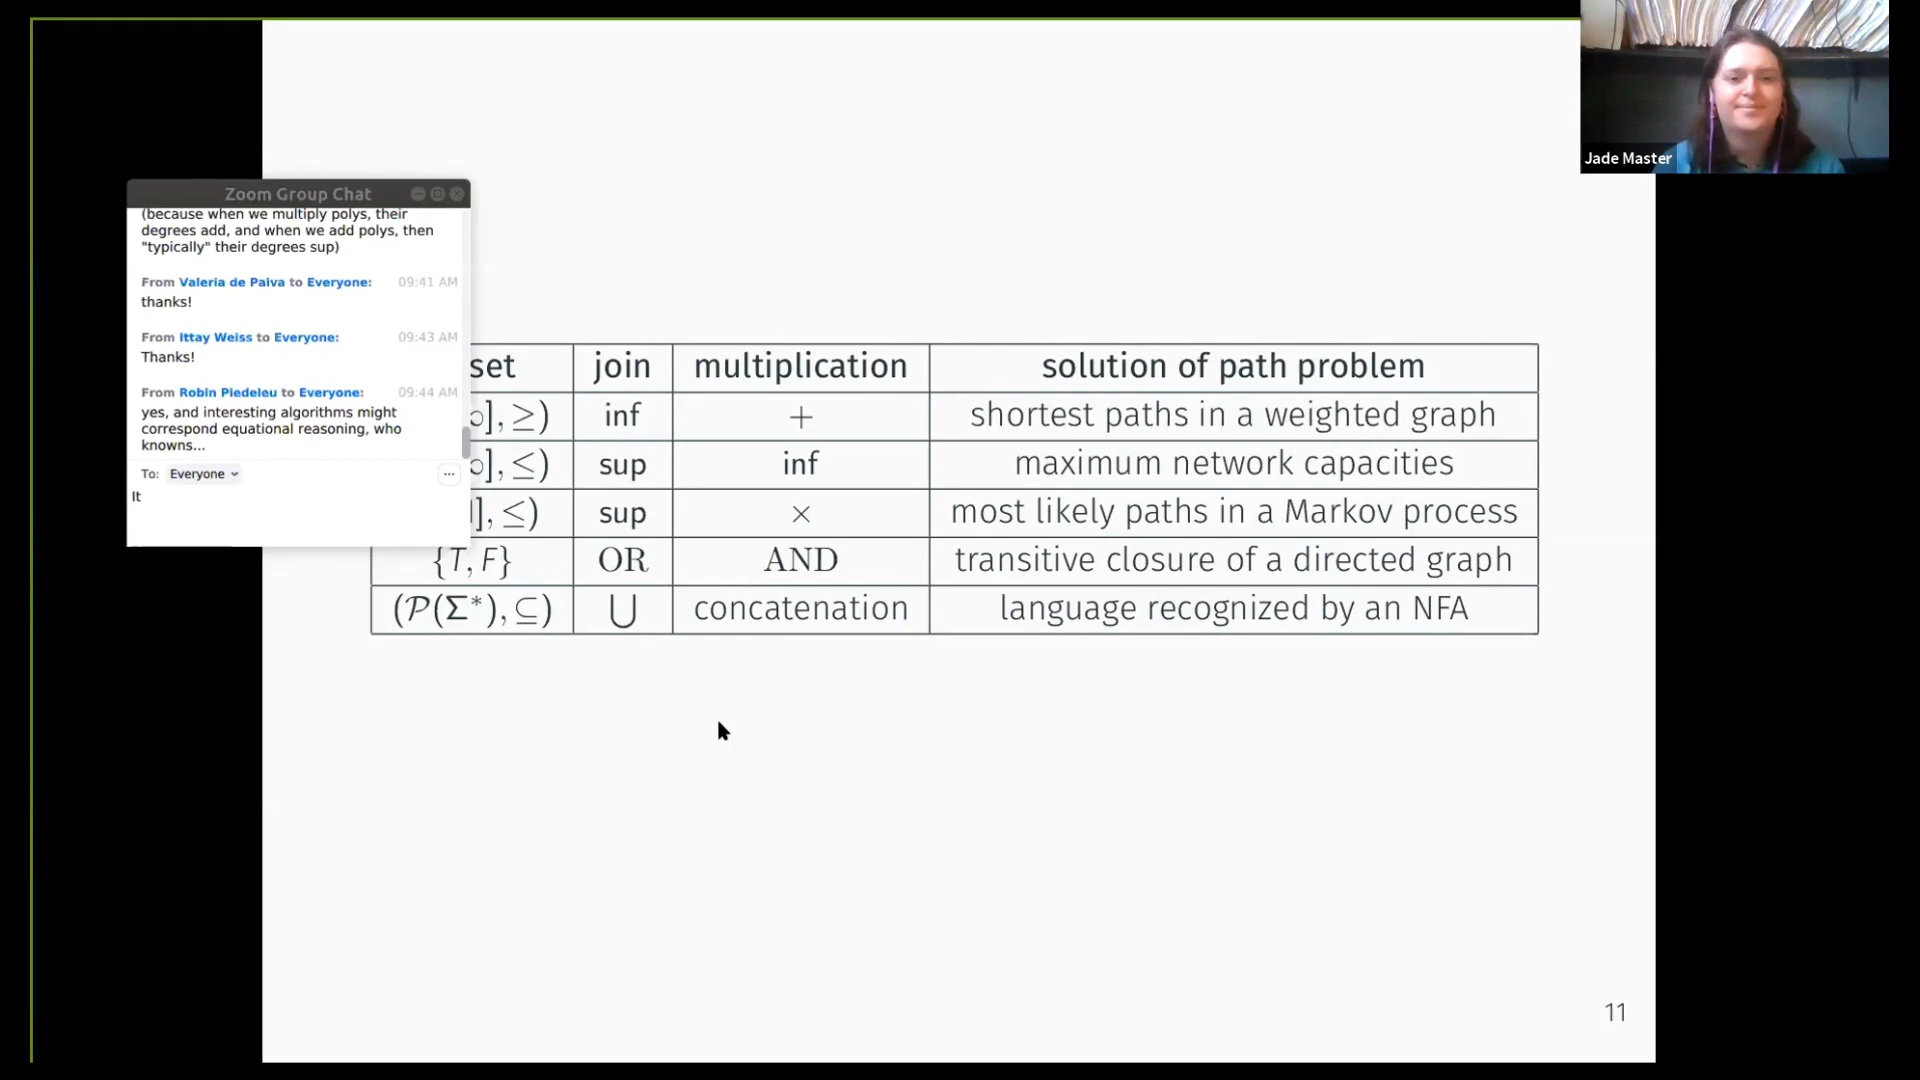 Jade Master
Zoom Group Chat
(because when we multiply polys, their
degrees add, and when we add polys, then
"typically" their degrees sup)
From Valeria de Paiva to Everyone: 09:41 AM
thanks!
From Ittay Weiss to Everyone: 09:43 AM
Thanks!
From Robin Piedeleu to Everyone: 09:44 AM
yes, and interesting algorithms might
correspond equational reasoning, who
knowns...
To: Everyone
It
set join multiplication solution of path problem
], ≥) inf + shortest paths in a weighted graph
], ≤) sup inf maximum network capacities
], ≤) sup × most likely paths in a Markov process
{T, F} OR AND transitive closure of a directed graph
(𝒫(Σ*), ⊆) ⋃ concatenation language recognized by an NFA
11